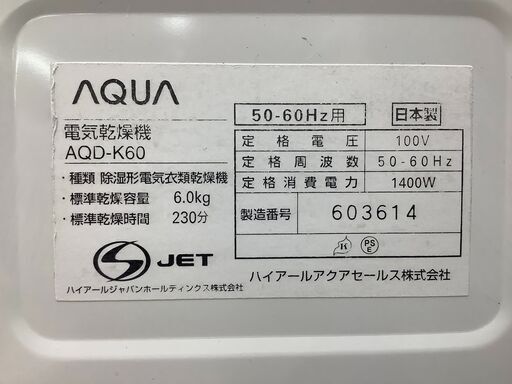 AQUA
電気乾燥機
AQD-K60
・種類 除湿形電気衣類乾燥機
・標準乾燥容量 6.0kg
・標準乾燥時間 230分
S JET
ハイアールジャパンホールディンクス株式会社
50-60Hz用 日本製
定格電圧 100V
定格周波数 50-60Hz
定格消費電力 1400W
製造番号 603614
PS
E
ハイアールアクアセールス株式会社